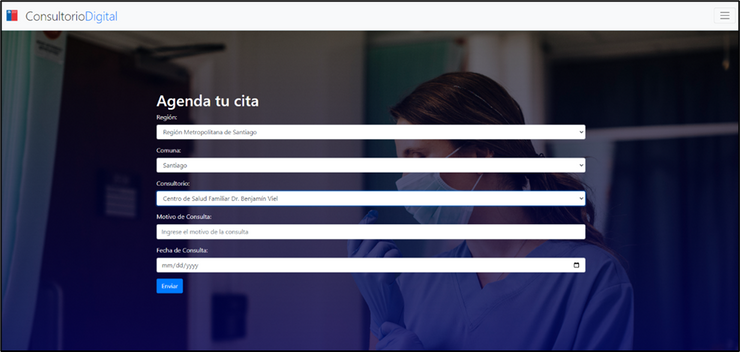 ConsultorioDigital
Agenda tu cita
Región:
Región Metropolitana de Santiago
Comuna:
Santiago
Consultorio:
Centro de Salud Familiar Dr. Benjamín Viel
Motivo de Consulta:
Ingrese el motivo de la consulta
Fecha de Consulta:
mm/dd/yyyy
Enviar